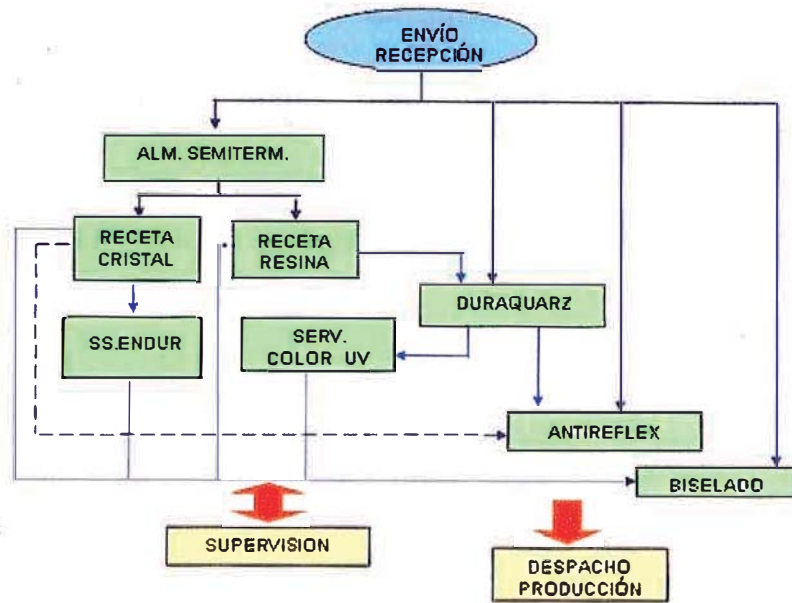 ENVÍO
RECEPCIÓN
ALM. SEMITERM.
RECETA
CRISTAL
RECETA
RESINA
DURAQUARZ
SS.ENDUR
SERV.
COLOR UV
ANTIREFLEX
BISELADO
SUPERVISION
DESPACHO
PRODUCCIÓN